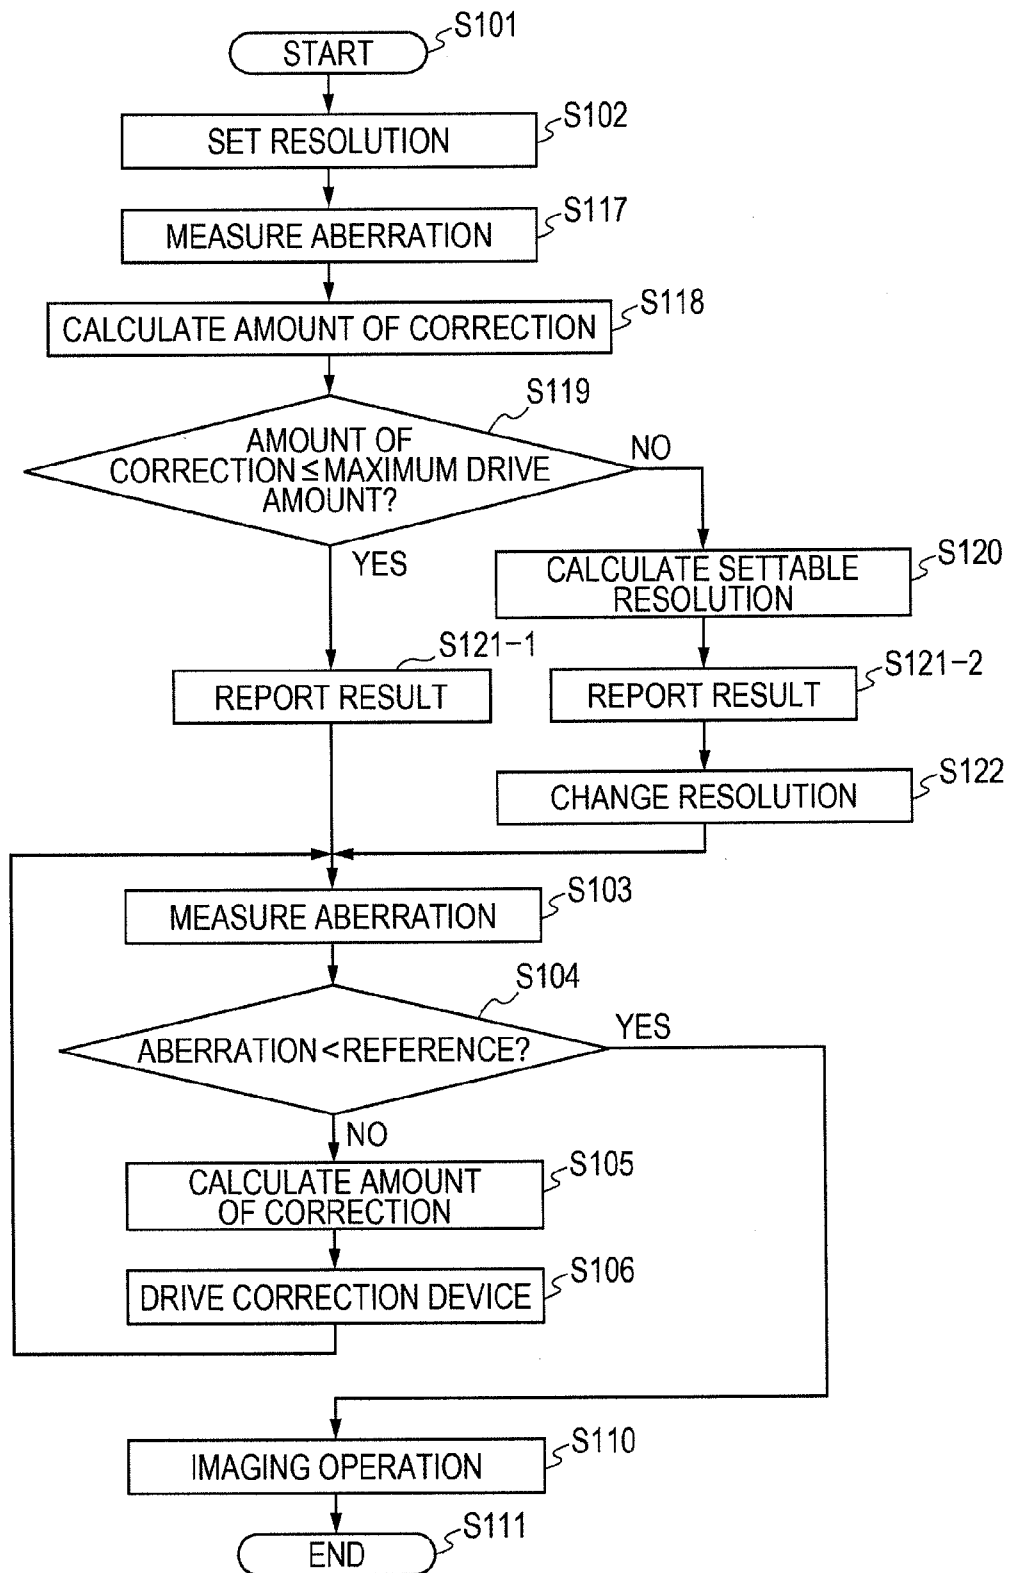 S101
START
S102
SET RESOLUTION
S117
MEASURE ABERRATION
S118
CALCULATE AMOUNT OF CORRECTION
S119
AMOUNT OF
CORRECTION≤MAXIMUM DRIVE
AMOUNT?
NO
YES
S120
CALCULATE SETTABLE
RESOLUTION
S121-1
REPORT RESULT
S121-2
REPORT RESULT
S122
CHANGE RESOLUTION
S103
MEASURE ABERRATION
S104
ABERRATION<REFERENCE?
YES
NO
S105
CALCULATE AMOUNT
OF CORRECTION
S106
DRIVE CORRECTION DEVICE
S110
IMAGING OPERATION
S111
END